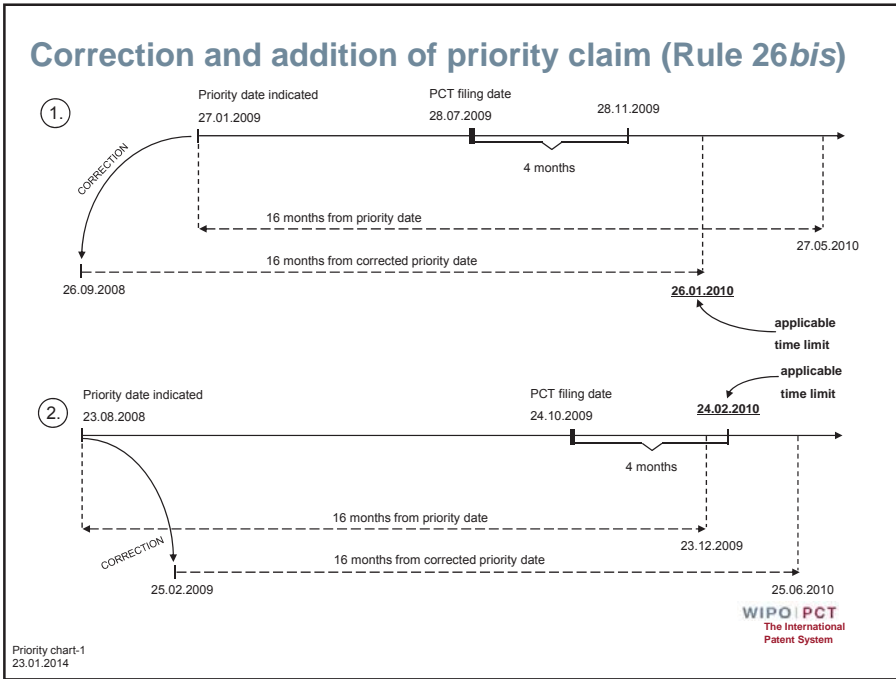 Correction and addition of priority claim (Rule 26bis)
1.
Priority date indicated
27.01.2009
PCT filing date
28.07.2009
28.11.2009
CORRECTION
4 months
16 months from priority date
27.05.2010
16 months from corrected priority date
26.09.2008
26.01.2010
applicable
time limit
applicable
time limit
2.
Priority date indicated
23.08.2008
PCT filing date
24.10.2009
24.02.2010
4 months
16 months from priority date
23.12.2009
CORRECTION
16 months from corrected priority date
25.02.2009
25.06.2010
WIPO|PCT
The International
Patent System
Priority chart-1
23.01.2014